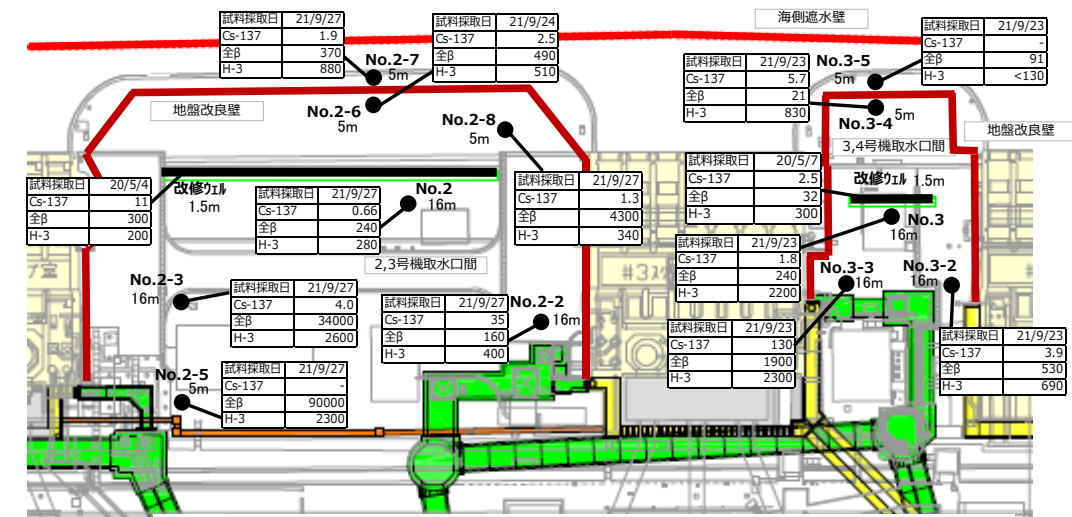 海側遮水壁
試料採取日 21/9/27
Cs-137 1.9
全β 370
H-3 880
試料採取日 21/9/24
Cs-137 2.5
全β 490
H-3 510
試料採取日 21/9/23
Cs-137 -
全β 91
H-3 <130
No.2-7
5m
No.3-5
5m
試料採取日 21/9/23
Cs-137 5.7
全β 21
H-3 830
地盤改良壁
No.2-6
5m
No.2-8
5m
5m
No.3-4
地盤改良壁
3,4号機取水口間
試料採取日 20/5/4
Cs-137 11
全β 300
H-3 200
改修ウェル
1.5m
試料採取日 21/9/27
Cs-137 0.66
全β 240
H-3 280
No.2
16m
試料採取日 21/9/27
Cs-137 1.3
全β 4300
H-3 340
試料採取日 20/5/7
Cs-137 2.5
全β 32
H-3 300
改修ウェル 1.5m
No.3
16m
2,3号機取水口間
試料採取日 21/9/23
Cs-137 1.8
全β 240
H-3 2200
No.2-3
16m
試料採取日 21/9/27
Cs-137 4.0
全β 34000
H-3 2600
試料採取日 21/9/27
Cs-137 35
全β 160
H-3 400
No.2-2
16m
No.3-3
16m
No.3-2
16m
試料採取日 21/9/23
Cs-137 130
全β 1900
H-3 2300
試料採取日 21/9/23
Cs-137 3.9
全β 530
H-3 690
No.2-5
5m
試料採取日 21/9/27
Cs-137 -
全β 90000
H-3 2300